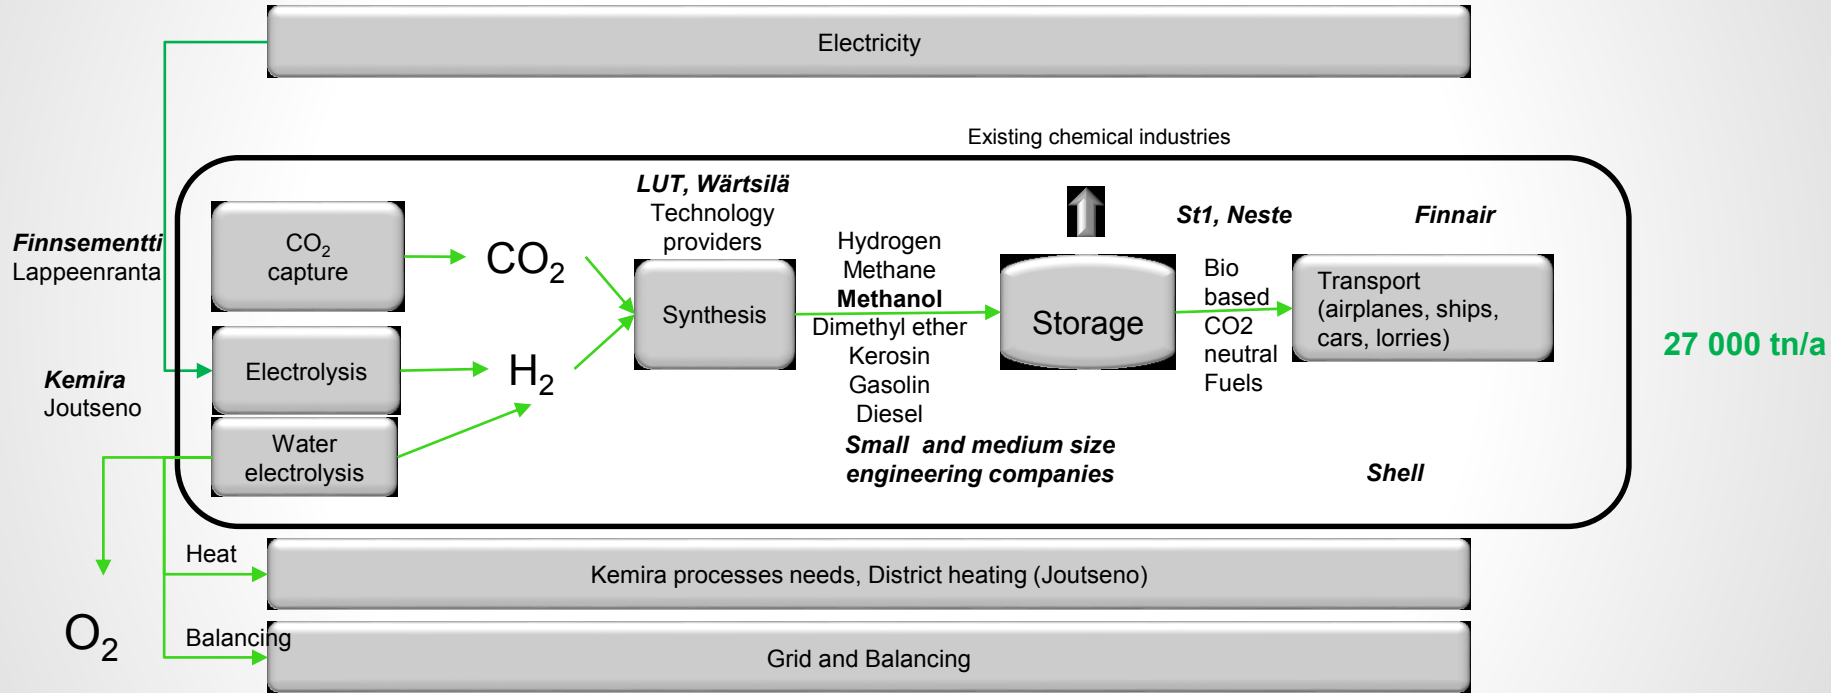 Electricity
Existing chemical industries
Finnsementti
Lappeenranta
CO₂
capture
CO₂
LUT, Wärtsilä
Technology
providers
Synthesis
Hydrogen
Methane
Methanol
Dimethyl ether
Kerosin
Gasolin
Diesel
Small and medium size
engineering companies
Storage
St1, Neste
Bio
based
CO2
neutral
Fuels
Finnair
Transport
(airplanes, ships,
cars, lorries)
Shell
27 000 tn/a
Kemira
Joutseno
Electrolysis
H₂
Water
electrolysis
O₂
Heat
Kemira processes needs, District heating (Joutseno)
Balancing
Grid and Balancing